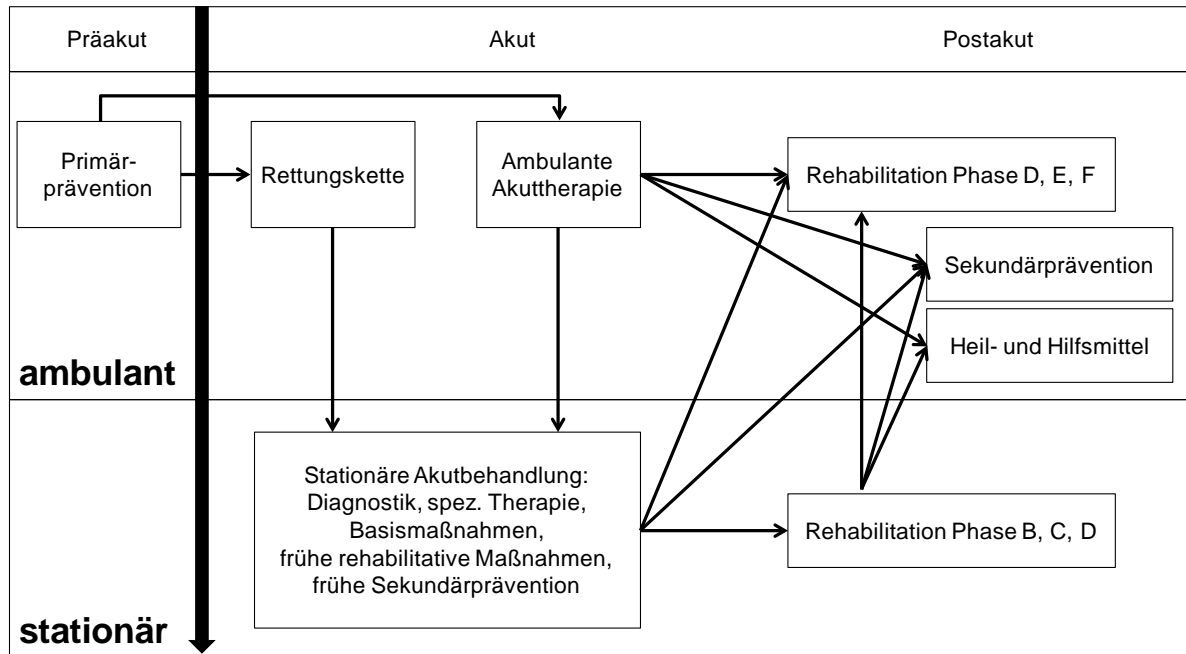 Präakut
Akut
Postakut
Primär-
prävention
Rettungskette
Ambulante
Akuttherapie
Rehabilitation Phase D, E, F
Sekundärprävention
Heil- und Hilfsmittel
ambulant
Stationäre Akutbehandlung:
Diagnostik, spez. Therapie,
Basismaßnahmen,
frühe rehabilitative Maßnahmen,
frühe Sekundärprävention
Rehabilitation Phase B, C, D
stationär